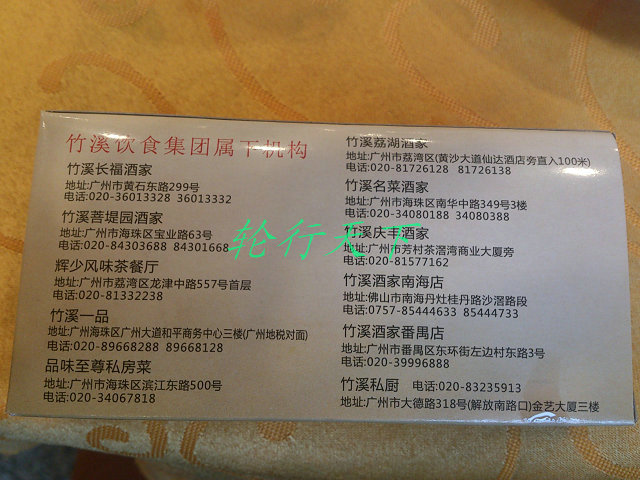 竹溪饮食集团属下机构
竹溪长福酒家
地址:广州市黄石东路299号
电话:020-36013328 36013332
竹溪菩堤园酒家
地址:广州市海珠区宝业路63号
电话:020-84303688 84301668
辉少风味茶餐厅
地址:广州市荔湾区龙津中路557号首层
电话:020-81332238
竹溪一品
地址:广州海珠区广州大道和平商务中心三楼(广州地税对面)
电话:020-89668288 89668128
品味至尊私房菜
地址:广州市海珠区滨江东路500号
电话:020-34067818
竹溪荔湖酒家
地址:广州市荔湾区(黄沙大道仙达酒店旁直入100米)
电话:020-81726128 81726138
竹溪名菜酒家
地址:广州市海珠区南华中路349号3楼
电话:020-34080188 34080388
竹溪庆丰酒家
地址:广州市芳村茶滘湾商业大厦旁
电话:020-81577162
竹溪酒家南海店
地址:佛山市南海丹灶桂丹路沙滘路段
电话:0757-85444633 85444733
竹溪酒家番禺店
地址:广州市番禺区东环街左边村东路3号
电话:020-39996888
竹溪私厨 电话:020-83235913
地址:广州市大德路318号(解放南路口)金艺大厦三楼
轮行天下